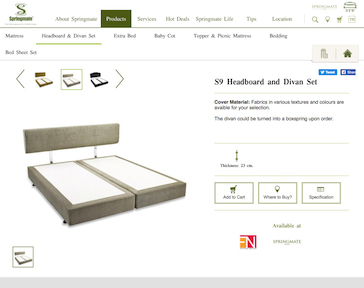 Springmate
SPRINGMATE
About Springmate Products Services Hot Deals Springmate Life Tips Location
Mattress Headboard & Divan Set Extra Bed Baby Cot Topper & Picnic Mattress Bedding
Bed Sheet Set
Tweet Share
S9 Headboard and Divan Set
Cover Material: Fabrics in various textures and colours are
avaible for your selection.
The divan could be turned into a boxspring upon order.
Thickness: 23 cm.
Add to Cart Where to Buy? Specification
Available at
FN SPRINGMATE